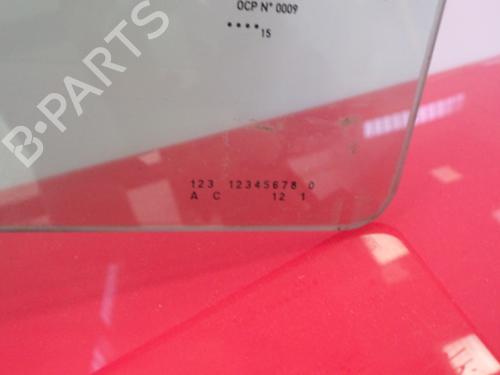 OCP N° 0009
●●●● 15
B-PARTS
123 12345678 0
A C 12 1